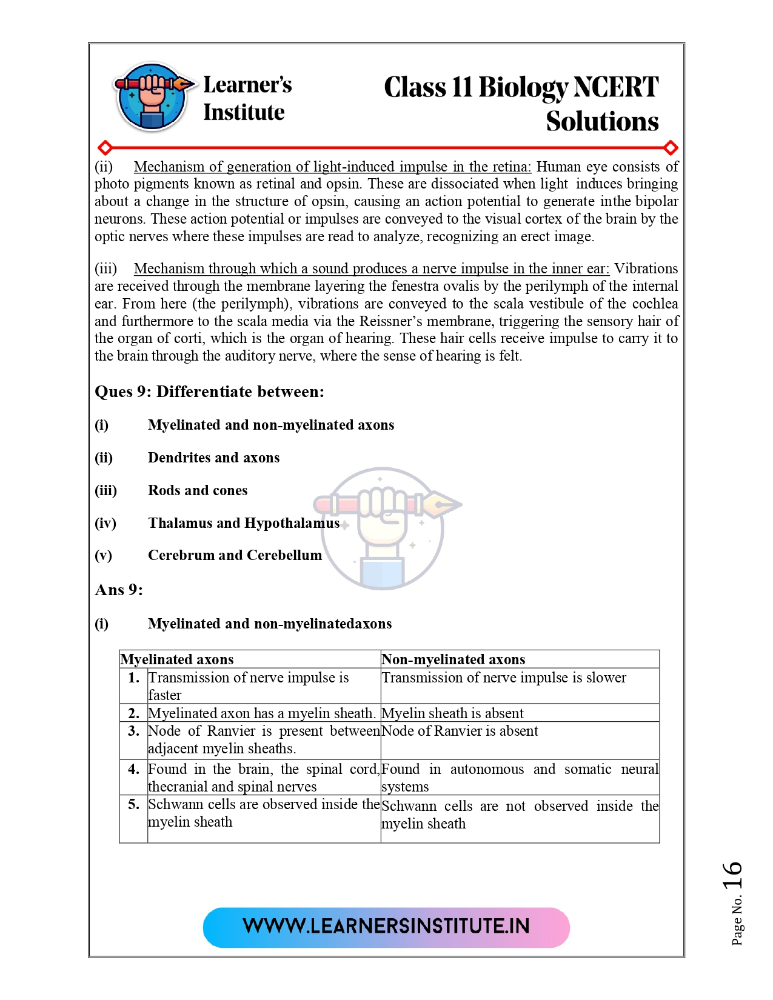 Learner's
Institute
Class 11 Biology NCERT
Solutions
(ii) Mechanism of generation of light-induced impulse in the retina: Human eye consists of
photo pigments known as retinal and opsin. These are dissociated when light induces bringing
about a change in the structure of opsin, causing an action potential to generate inthe bipolar
neurons. These action potential or impulses are conveyed to the visual cortex of the brain by the
optic nerves where these impulses are read to analyze, recognizing an erect image.
(iii) Mechanism through which a sound produces a nerve impulse in the inner ear: Vibrations
are received through the membrane layering the fenestra ovalis by the perilymph of the internal
ear. From here (the perilymph), vibrations are conveyed to the scala vestibule of the cochlea
and furthermore to the scala media via the Reissner's membrane, triggering the sensory hair of
the organ of corti, which is the organ of hearing. These hair cells receive impulse to carry it to
the brain through the auditory nerve, where the sense of hearing is felt.
Ques 9: Differentiate between:
(i) Myelinated and non-myelinated axons
(ii) Dendrites and axons
(iii) Rods and cones
(iv) Thalamus and Hypothalamus
(v) Cerebrum and Cerebellum
Ans 9:
(i) Myelinated and non-myelinatedaxons
Myelinated axons Non-myelinated axons
1. Transmission of nerve impulse is Transmission of nerve impulse is slower
faster
2. Myelinated axon has a myelin sheath. Myelin sheath is absent
3. Node of Ranvier is present between Node of Ranvier is absent
adjacent myelin sheaths.
4. Found in the brain, the spinal cord, Found in autonomous and somatic neural
thecranial and spinal nerves systems
5. Schwann cells are observed inside the Schwann cells are not observed inside the
myelin sheath myelin sheath
Page No. 16
WWW.LEARNERSINSTITUTE.IN